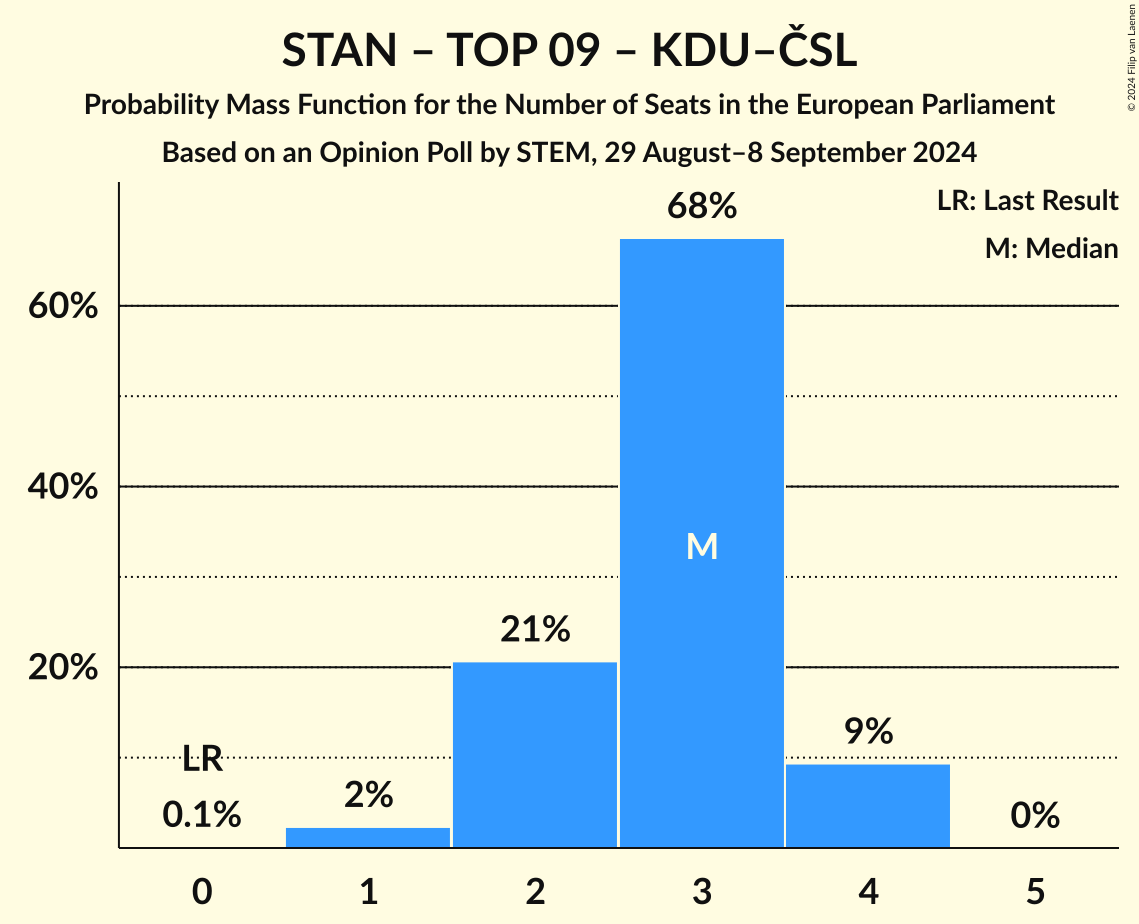 STAN – TOP 09 – KDU–ČSL
Probability Mass Function for the Number of Seats in the European Parliament
Based on an Opinion Poll by STEM, 29 August–8 September 2024
© 2024 Filip van Laenen
LR: Last Result
M: Median
68%
60%
40%
M
21%
20%
9%
LR
2%
0.1%
0%
0 1 2 3 4 5